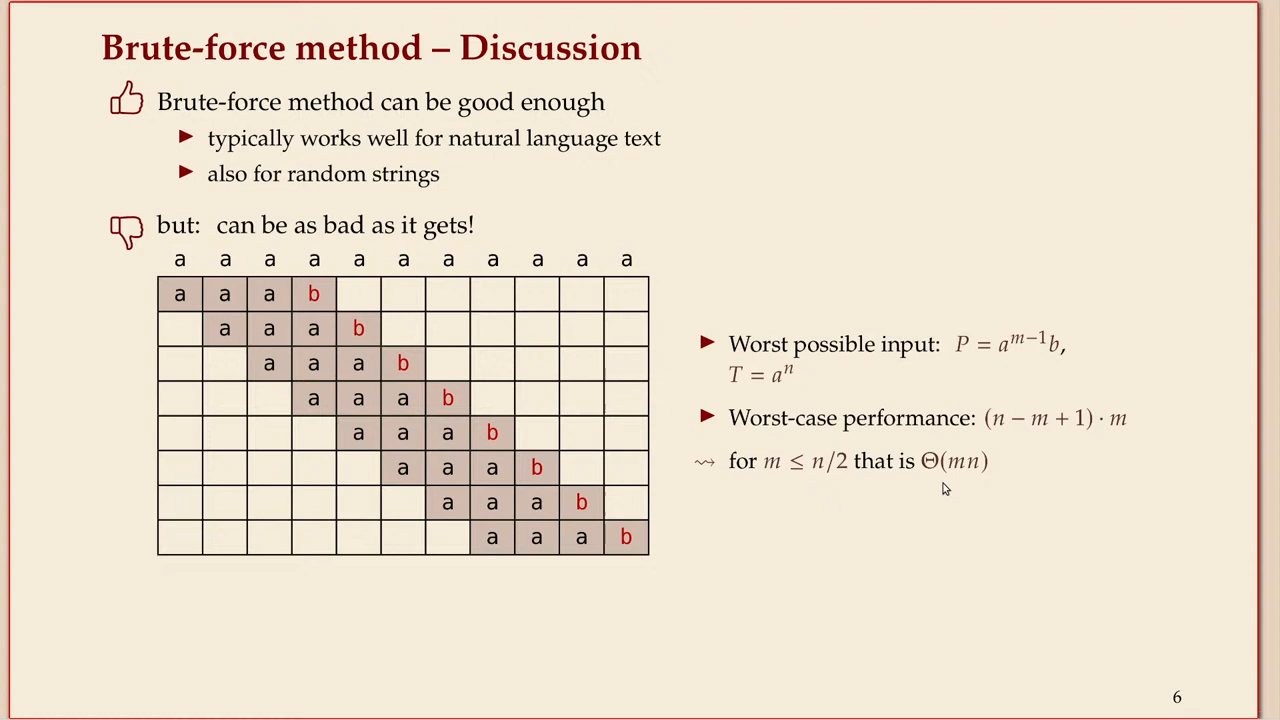 Brute-force method – Discussion
Brute-force method can be good enough
▶ typically works well for natural language text
▶ also for random strings
but: can be as bad as it gets!
a a a a a a a a a a a
a a a b
a a a b
a a a b
a a a b
a a a b
a a a b
a a a b
a a a b
▶ Worst possible input: P = a^{m−1}b,
T = a^n
▶ Worst-case performance: (n − m + 1) · m
⇝ for m ≤ n/2 that is Θ(mn)
6